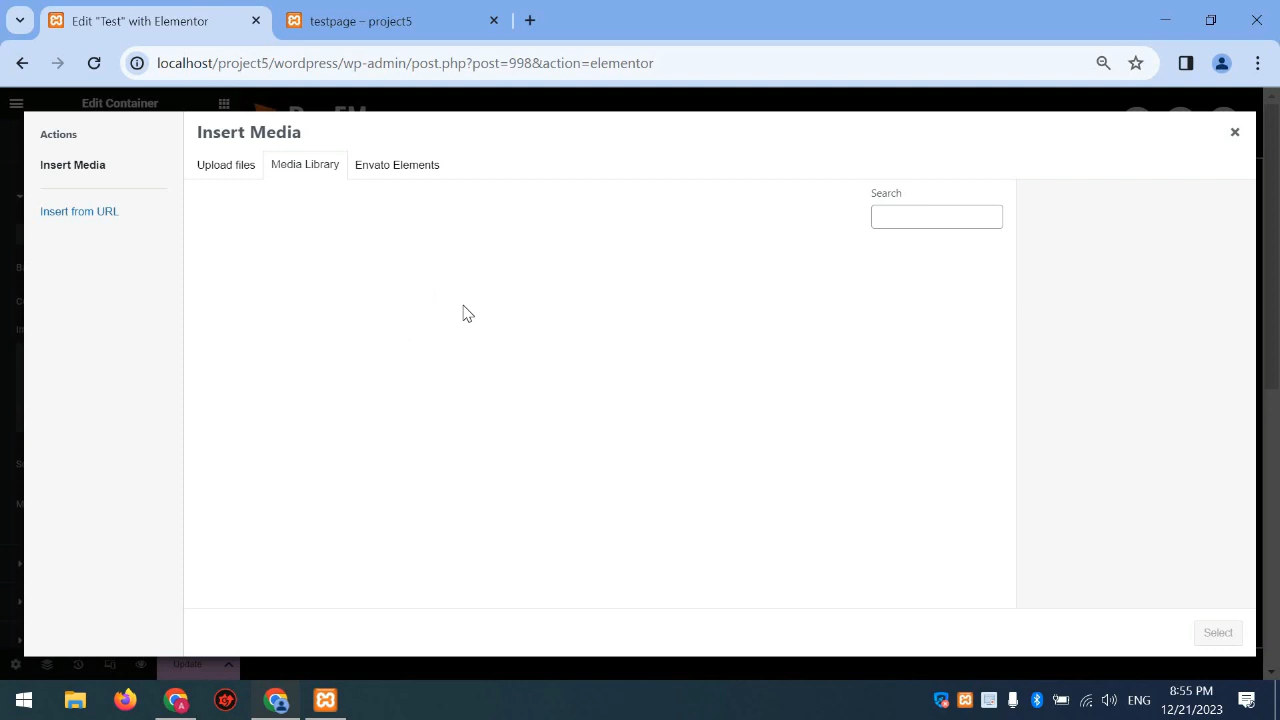 Edit "Test" with Elementor
testpage – project5
localhost/project5/wordpress/wp-admin/post.php?post=998&action=elementor
Edit Container
Actions
Insert Media
Insert from URL
Insert Media
Upload files
Media Library
Envato Elements
Search
Select
Update
A
ENG
8:55 PM
12/21/2023